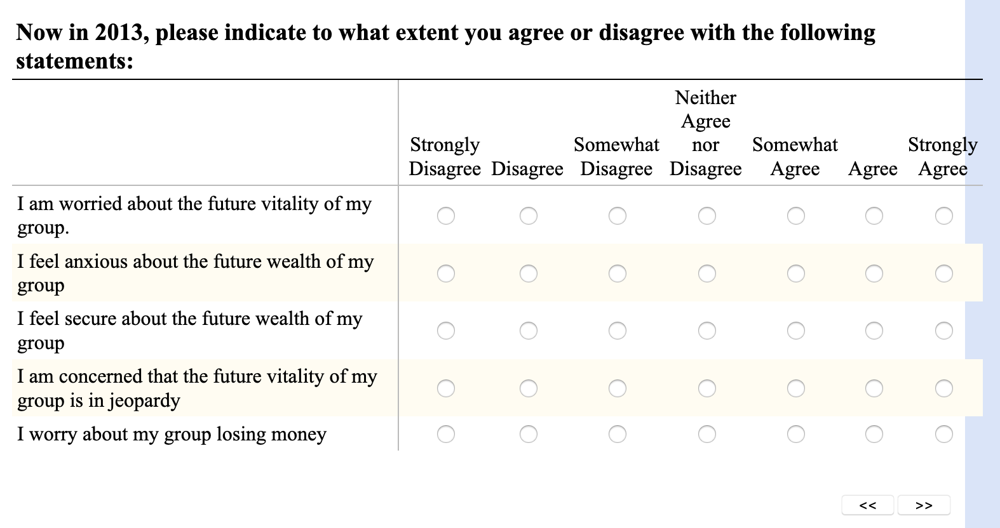 Now in 2013, please indicate to what extent you agree or disagree with the following
statements:
Strongly Disagree
Disagree
Somewhat Disagree
Neither Agree nor Disagree
Somewhat Agree
Agree
Strongly Agree
I am worried about the future vitality of my
group.
I feel anxious about the future wealth of my
group
I feel secure about the future wealth of my
group
I am concerned that the future vitality of my
group is in jeopardy
I worry about my group losing money
<< >>